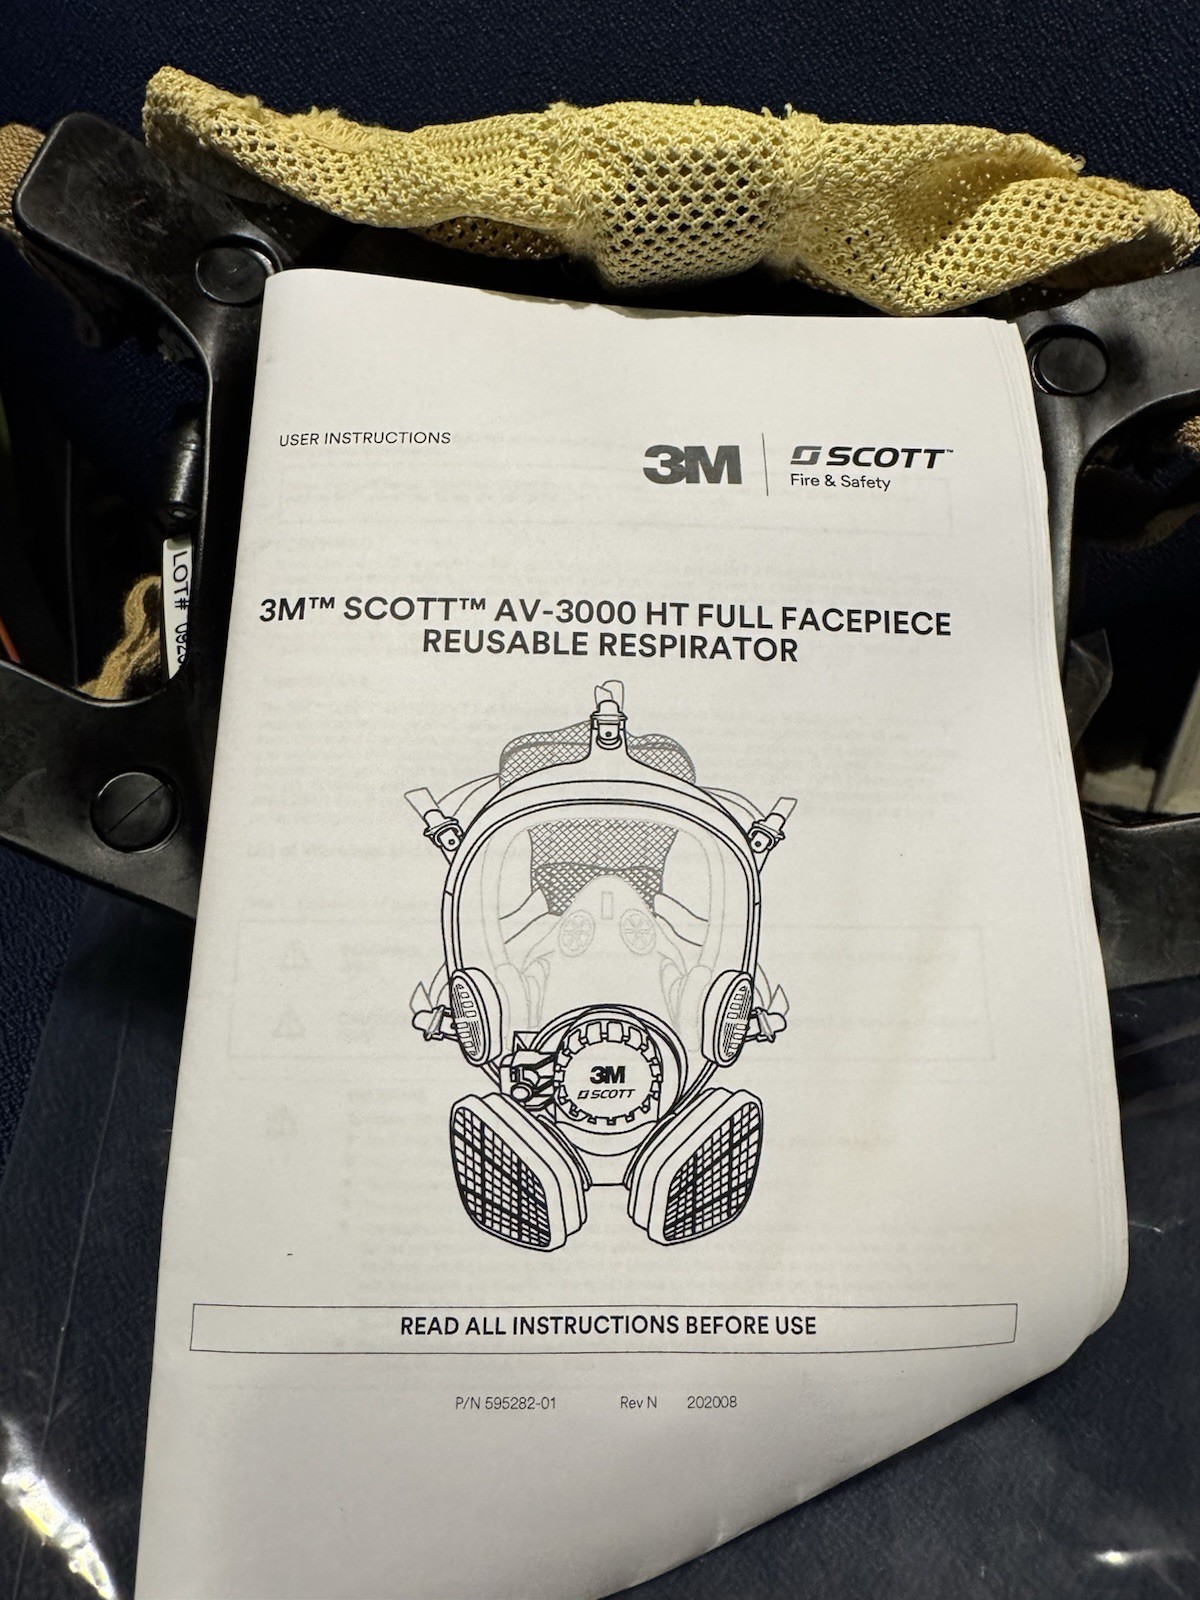 USER INSTRUCTIONS
3M
SCOTT™
Fire & Safety
3M™ SCOTT™ AV-3000 HT FULL FACEPIECE
REUSABLE RESPIRATOR
LOT#
3M
SCOTT
READ ALL INSTRUCTIONS BEFORE USE
P/N 595282-01 Rev N 202008